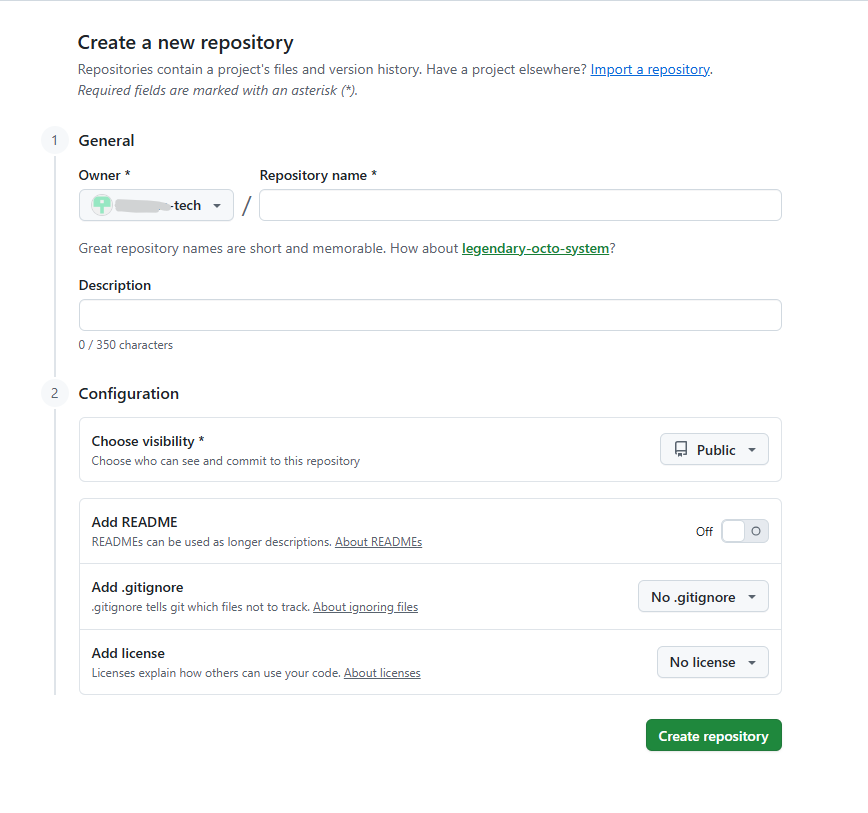 Create a new repository
Repositories contain a project's files and version history. Have a project elsewhere? Import a repository.
Required fields are marked with an asterisk (*).
1 General
Owner * Repository name *
-tech /
Great repository names are short and memorable. How about legendary-octo-system?
Description
0 / 350 characters
2 Configuration
Choose visibility *
Public
Choose who can see and commit to this repository
Add README
Off
READMEs can be used as longer descriptions. About READMEs
Add .gitignore
No .gitignore
.gitignore tells git which files not to track. About ignoring files
Add license
No license
Licenses explain how others can use your code. About licenses
Create repository